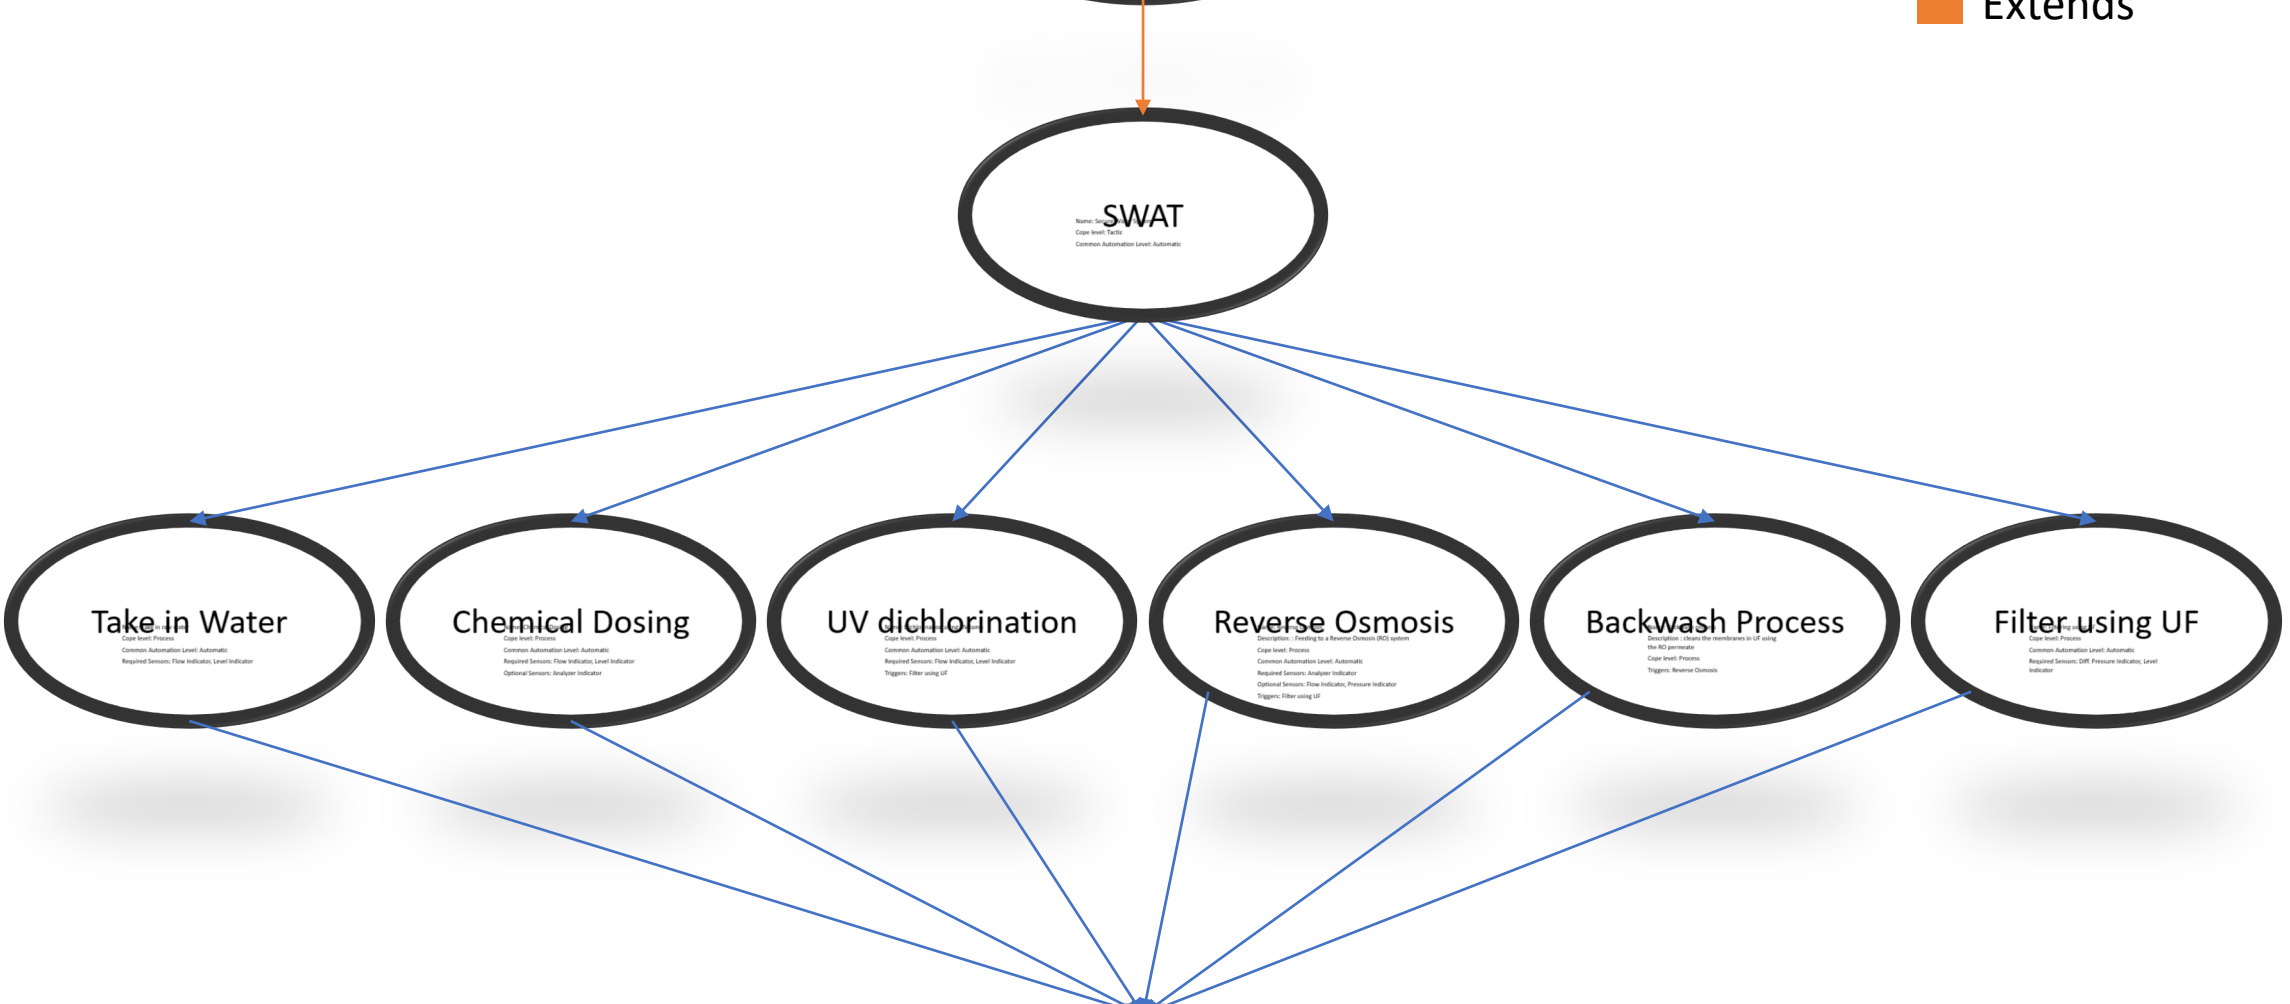 Extends
SWAT
Name: Secure Water
Cope level: Tactic
Common Automation Level: Automatic
Take in Water
Cope level: Process
Common Automation Level: Automatic
Required Sensors: Flow Indicator, Level Indicator
Chemical Dosing
Cope level: Process
Common Automation Level: Automatic
Required Sensors: Flow Indicator, Level Indicator
Optional Sensors: Analyzer Indicator
UV dichlorination
Cope level: Process
Common Automation Level: Automatic
Required Sensors: Flow Indicator, Level Indicator
Triggers: Filter using UF
Reverse Osmosis
Description: : Feeding to a Reverse Osmosis (RO) system
Cope level: Process
Common Automation Level: Automatic
Required Sensors: Analyzer Indicator
Optional Sensors: Flow Indicator, Pressure Indicator
Triggers: Filter using UF
Backwash Process
Description : cleans the membranes in UF using
the RO permeate
Cope level: Process
Triggers: Reverse Osmosis
Filter using UF
Cope level: Process
Common Automation Level: Automatic
Required Sensors: Diff. Pressure Indicator, Level
Indicator